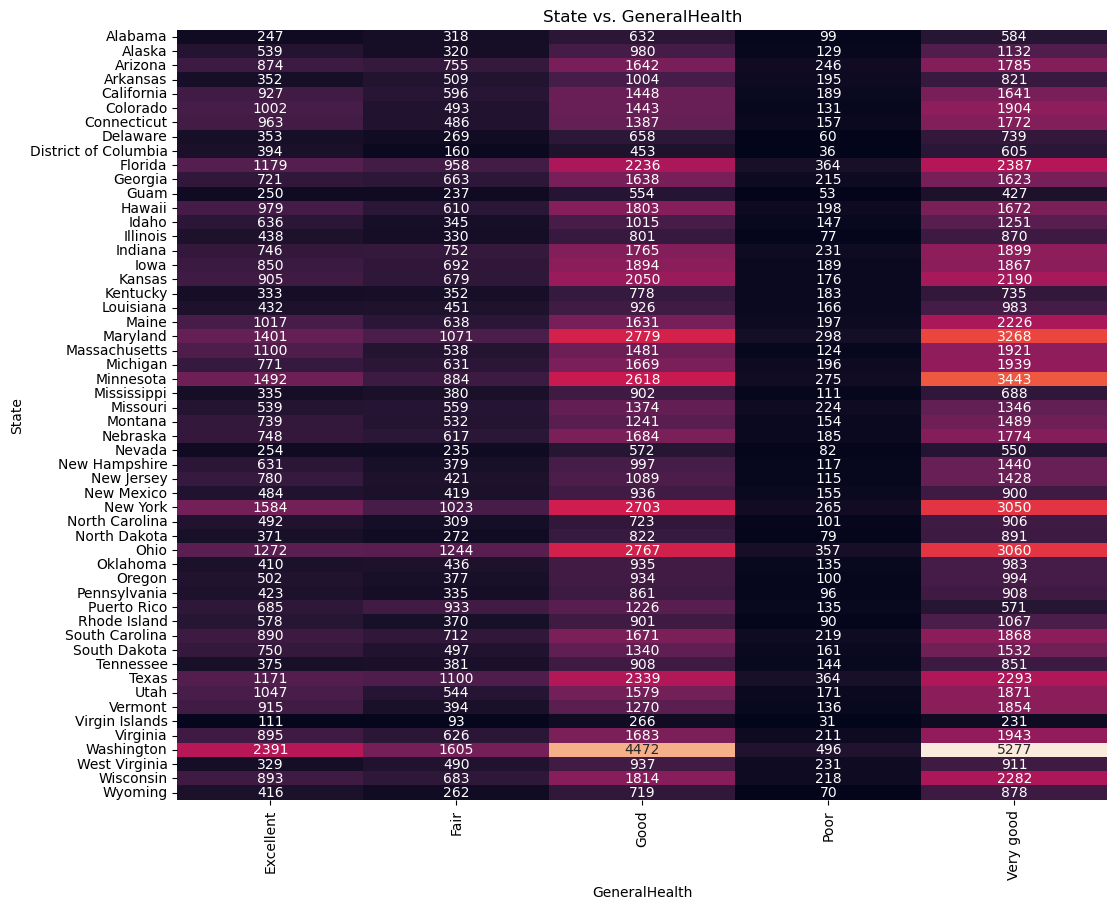 State vs. GeneralHealth
Alabama 247 318 632 99 584
Alaska 539 320 980 129 1132
Arizona 874 755 1642 246 1785
Arkansas 352 509 1004 195 821
California 927 596 1448 189 1641
Colorado 1002 493 1443 131 1904
Connecticut 963 486 1387 157 1772
Delaware 353 269 658 60 739
District of Columbia 394 160 453 36 605
Florida 1179 958 2236 364 2387
Georgia 721 663 1638 215 1623
Guam 250 237 554 53 427
Hawaii 979 610 1803 198 1672
Idaho 636 345 1015 147 1251
Illinois 438 330 801 77 870
Indiana 746 752 1765 231 1899
Iowa 850 692 1894 189 1867
Kansas 905 679 2050 176 2190
Kentucky 333 352 778 183 735
Louisiana 432 451 926 166 983
Maine 1017 638 1631 197 2226
Maryland 1401 1071 2779 298 3268
Massachusetts 1100 538 1481 124 1921
Michigan 771 631 1669 196 1939
Minnesota 1492 884 2618 275 3443
Mississippi 335 380 902 111 688
Missouri 539 559 1374 224 1346
Montana 739 532 1241 154 1489
Nebraska 748 617 1684 185 1774
Nevada 254 235 572 82 550
New Hampshire 631 379 997 117 1440
New Jersey 780 421 1089 115 1428
New Mexico 484 419 936 155 900
New York 1584 1023 2703 265 3050
North Carolina 492 309 723 101 906
North Dakota 371 272 822 79 891
Ohio 1272 1244 2767 357 3060
Oklahoma 410 436 935 135 983
Oregon 502 377 934 100 994
Pennsylvania 423 335 861 96 908
Puerto Rico 685 933 1226 135 571
Rhode Island 578 370 901 90 1067
South Carolina 890 712 1671 219 1868
South Dakota 750 497 1340 161 1532
Tennessee 375 381 908 144 851
Texas 1171 1100 2339 364 2293
Utah 1047 544 1579 171 1871
Vermont 915 394 1270 136 1854
Virgin Islands 111 93 266 31 231
Virginia 895 626 1683 211 1943
Washington 2391 1605 4472 496 5277
West Virginia 329 490 937 231 911
Wisconsin 893 683 1814 218 2282
Wyoming 416 262 719 70 878
State
Excellent Fair Good Poor Very good
GeneralHealth